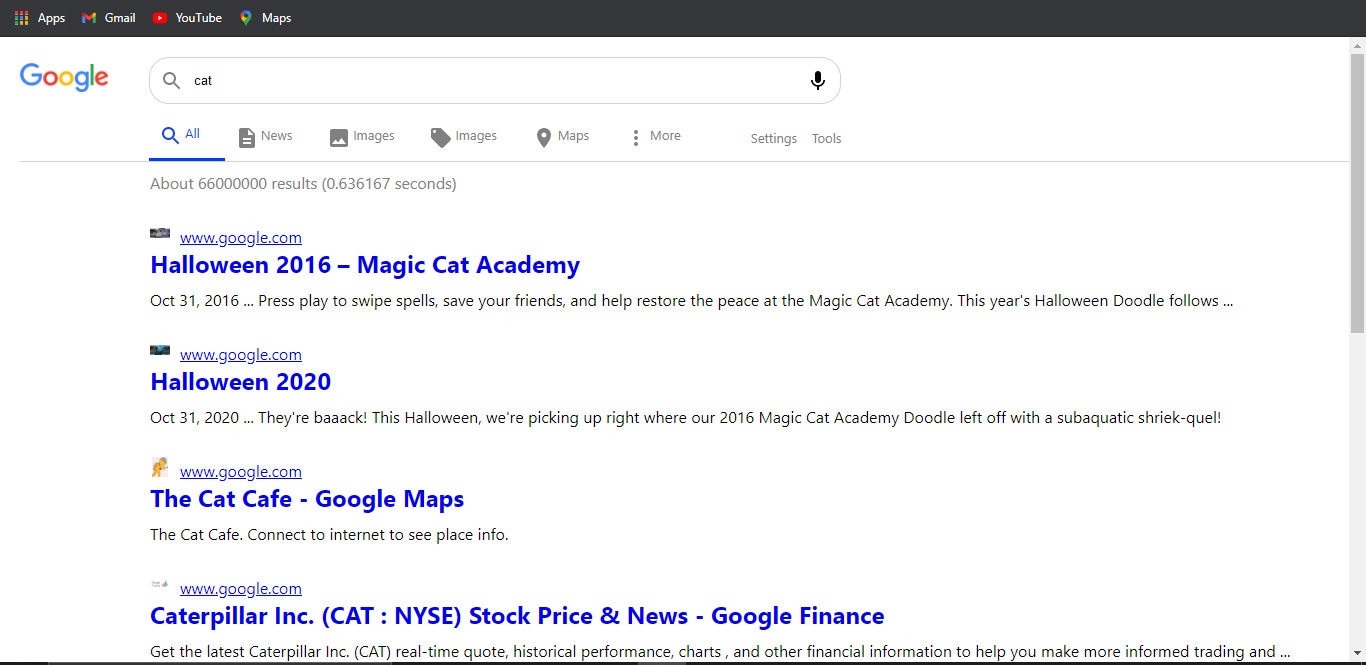 Apps Gmail YouTube Maps
Google cat
All News Images Images Maps More Settings Tools
About 66000000 results (0.636167 seconds)
www.google.com
Halloween 2016 – Magic Cat Academy
Oct 31, 2016 ... Press play to swipe spells, save your friends, and help restore the peace at the Magic Cat Academy. This year's Halloween Doodle follows ...
www.google.com
Halloween 2020
Oct 31, 2020 ... They're baaack! This Halloween, we're picking up right where our 2016 Magic Cat Academy Doodle left off with a subaquatic shriek-quel!
www.google.com
The Cat Cafe - Google Maps
The Cat Cafe. Connect to internet to see place info.
www.google.com
Caterpillar Inc. (CAT : NYSE) Stock Price & News - Google Finance
Get the latest Caterpillar Inc. (CAT) real-time quote, historical performance, charts , and other financial information to help you make more informed trading and ...